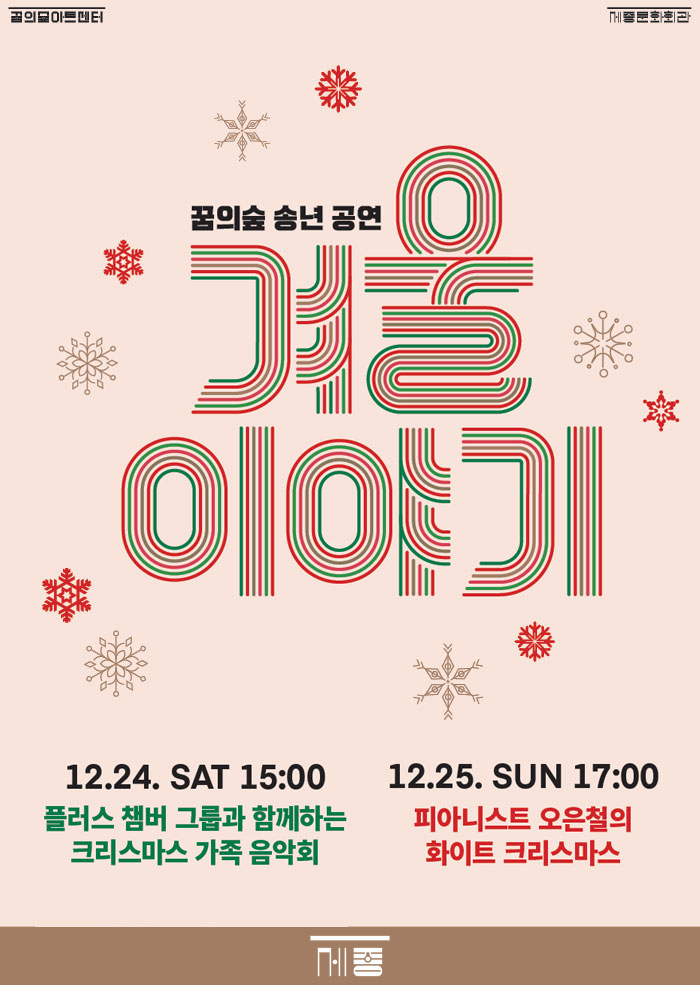 꿈의숲아트센터
세종문화회관
꿈의숲 송년 공연
겨울
이야기
12.24. SAT 15:00
플러스 챔버 그룹과 함께하는
크리스마스 가족 음악회
12.25. SUN 17:00
피아니스트 오은철의
화이트 크리스마스
세종